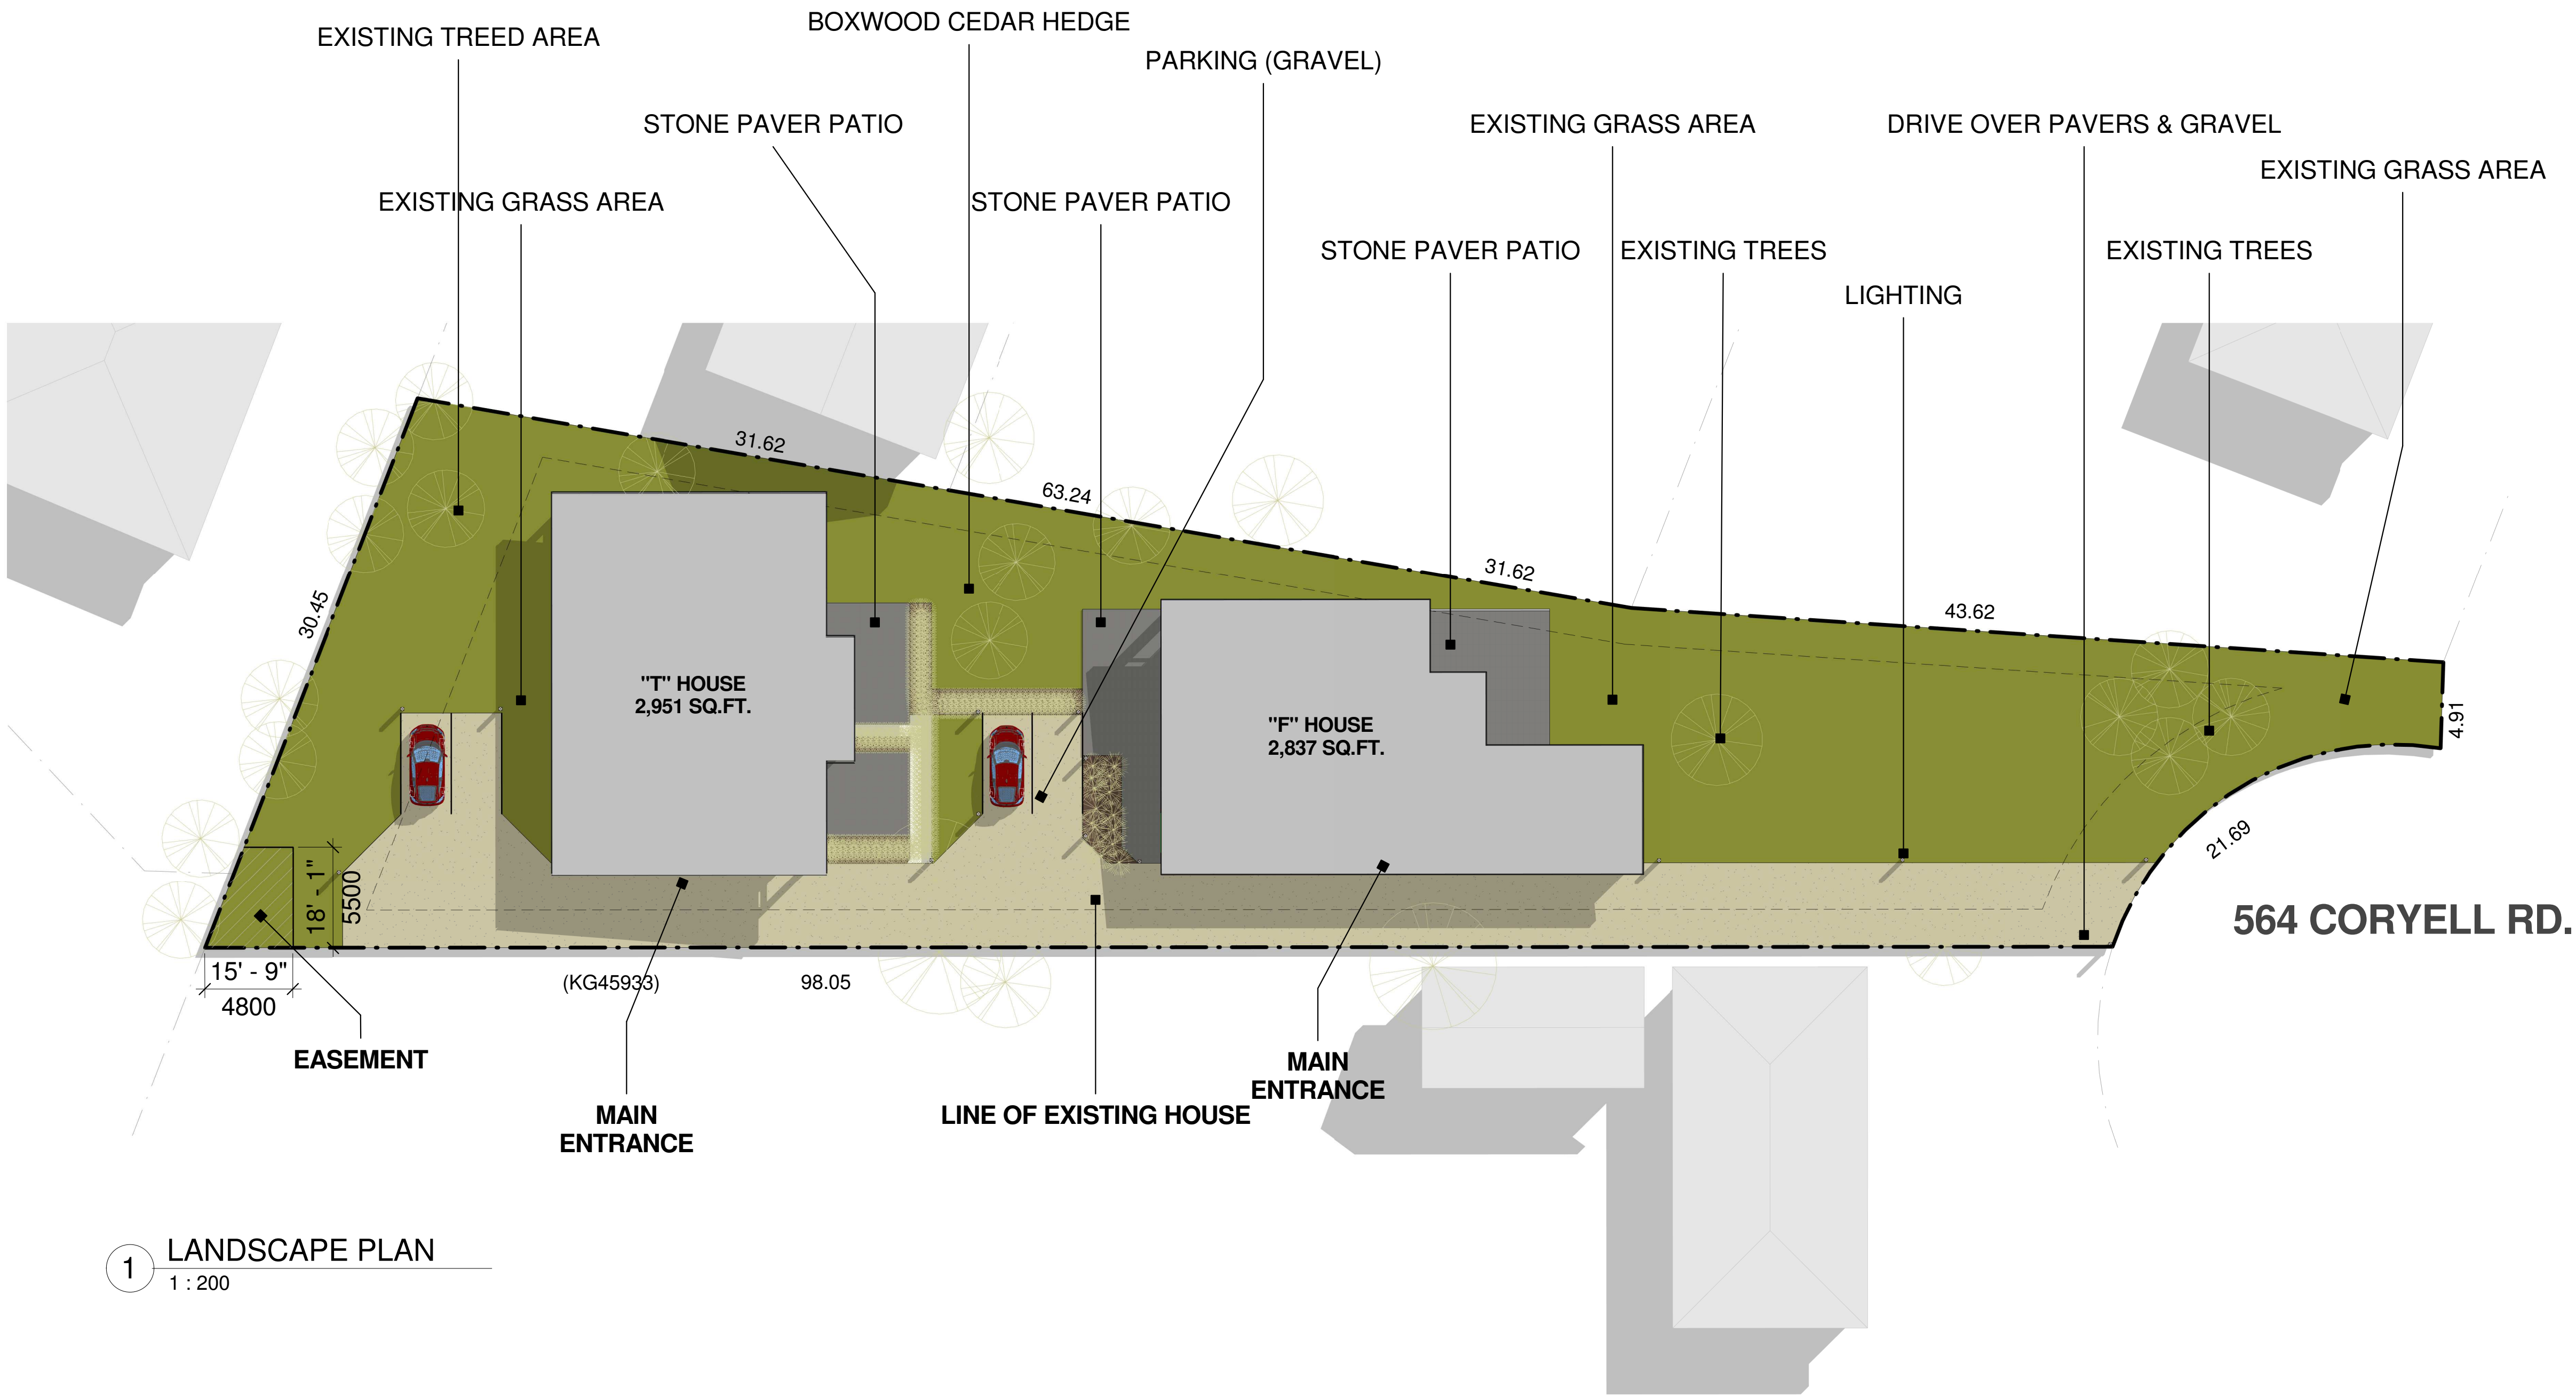 BOXWOOD CEDAR HEDGE
EXISTING TREED AREA
PARKING (GRAVEL)
STONE PAVER PATIO
EXISTING GRASS AREA
DRIVE OVER PAVERS & GRAVEL
EXISTING GRASS AREA
EXISTING GRASS AREA
STONE PAVER PATIO
STONE PAVER PATIO
EXISTING TREES
EXISTING TREES
LIGHTING
31.62
63.24
31.62
43.62
30.45
4.91
21.69
"T" HOUSE
2,951 SQ.FT.
"F" HOUSE
2,837 SQ.FT.
18' - 1"
5500
564 CORYELL RD.
15' - 9"
4800
(KG45933)
98.05
EASEMENT
MAIN
ENTRANCE
LINE OF EXISTING HOUSE
MAIN
ENTRANCE
1
LANDSCAPE PLAN
1 : 200